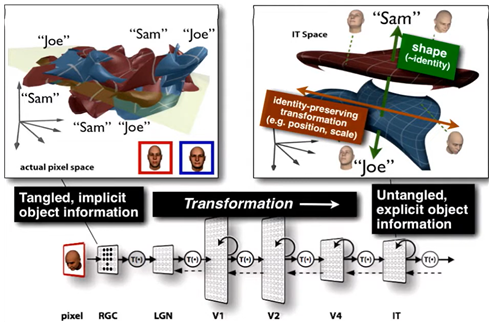 "Joe"
"Sam"
"Joe"
"Sam"
"Sam"
"Joe"
actual pixel space
IT Space
"Sam"
shape
(~identity)
identity-preserving
transformation
(e.g. position, scale)
"Joe"
Tangled, implicit
object information
Transformation
Untangled,
explicit object
information
T(•)
T(•)
T(•)
T(•)
T(•)
T(•)
pixel
RGC
LGN
V1
V2
V4
IT